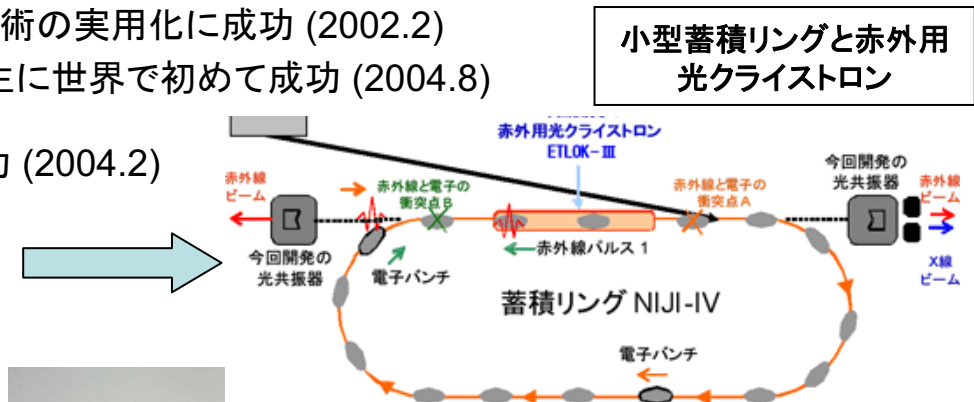 術の実用化に成功 (2002.2)
に世界で初めて成功 (2004.8)
(2004.2)
小型蓄積リングと赤外用
光クライストロン
赤外用光クライストロン
ETLOK-III
赤外線
ビーム
赤外線と電子の
衝突点B
赤外線と電子の
衝突点A
今回開発の
光共振器
赤外線
ビーム
今回開発の
光共振器
電子バンチ
赤外線パルス 1
X線
ビーム
蓄積リング NIJI-IV
電子バンチ